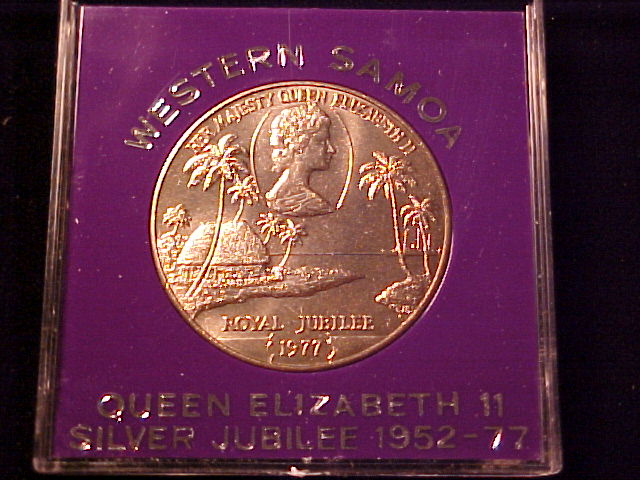 WESTERN SAMOA
HER MAJESTY QUEEN ELIZABETH II
ROYAL JUBILEE
1977
QUEEN ELIZABETH 11
SILVER JUBILEE 1952-77